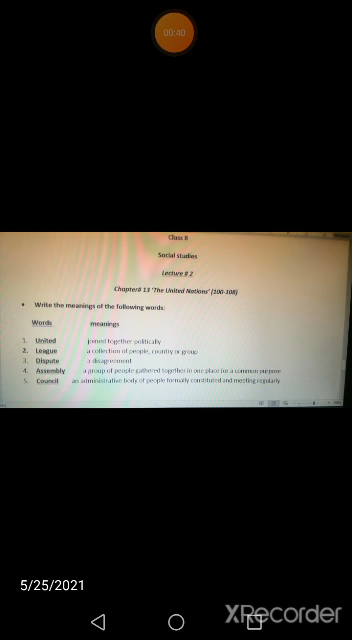 00:40
Class 8
Social studies
Lecture # 2
Chapter# 13 'The United Nations' (100-108)
• Write the meanings of the following words:
Words meanings
1. United joined together politically
2. League a collection of people, country or group
3. Dispute a disagreement
4. Assembly a group of people gathered together in one place for a common purpose
5. Council an administrative body of people formally constituted and meeting regularly
5/25/2021
XRecorder